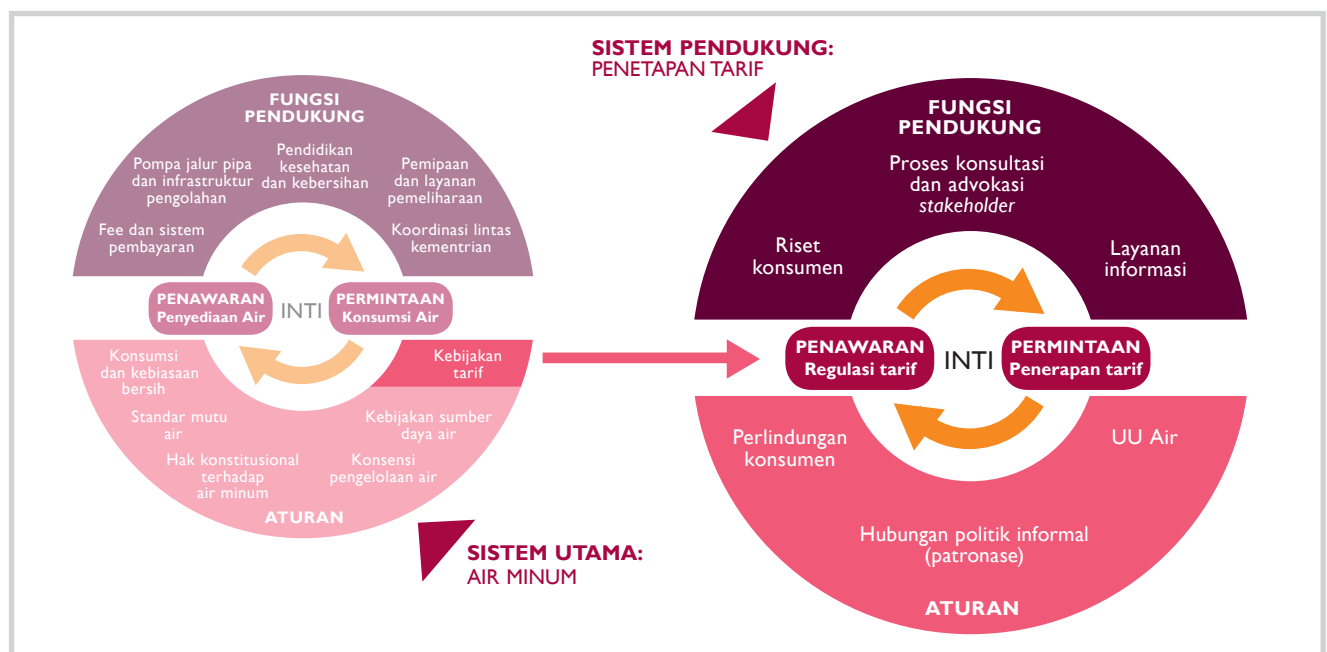 SISTEM PENDUKUNG:
PENETAPAN TARIF
FUNGSI
PENDUKUNG
Pompa jalur pipa
dan infrastruktur
pengolahan
Pendidikan
kesehatan
dan kebersihan
Pemipaan
dan layanan
pemeliharaan
Fee dan sistem
pembayaran
Koordinasi lintas
kementrian
PENAWARAN
Penyediaan Air
INTI
PERMINTAAN
Konsumsi Air
Konsumsi
dan kebiasaan
bersih
Kebijakan
tarif
Standar mutu
air
Kebijakan sumber
daya air
Hak konstitusional
terhadap
air minum
Konsensi
pengelolaan air
ATURAN
SISTEM UTAMA:
AIR MINUM
FUNGSI
PENDUKUNG
Proses konsultasi
dan advokasi
stakeholder
Riset
konsumen
Layanan
informasi
PENAWARAN
Regulasi tarif
INTI
PERMINTAAN
Penerapan tarif
Perlindungan
konsumen
UU Air
Hubungan politik informal
(patronase)
ATURAN